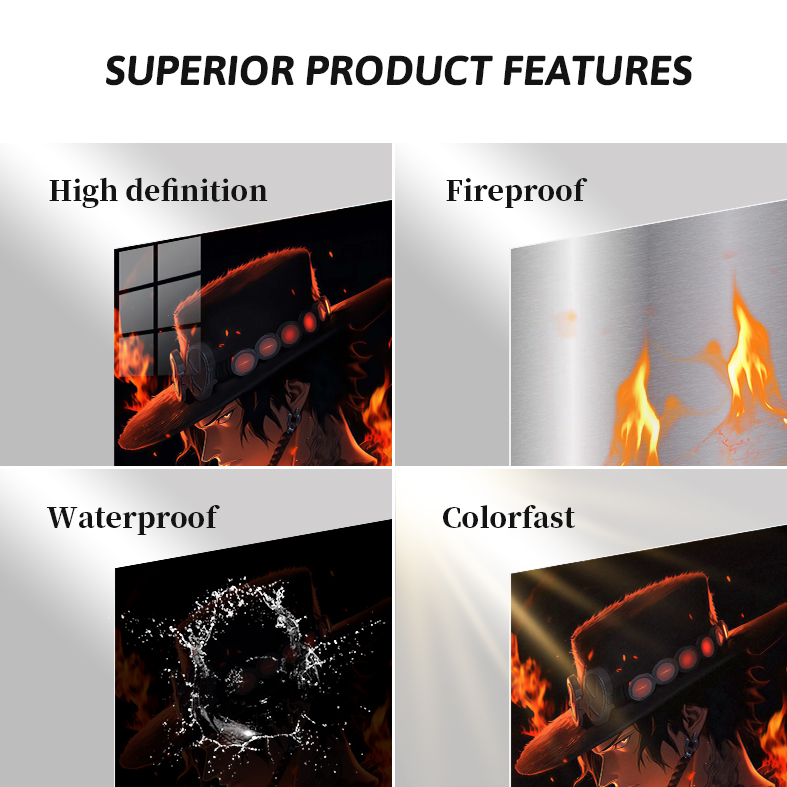 SUPERIOR PRODUCT FEATURES
High definition
Fireproof
Waterproof
Colorfast